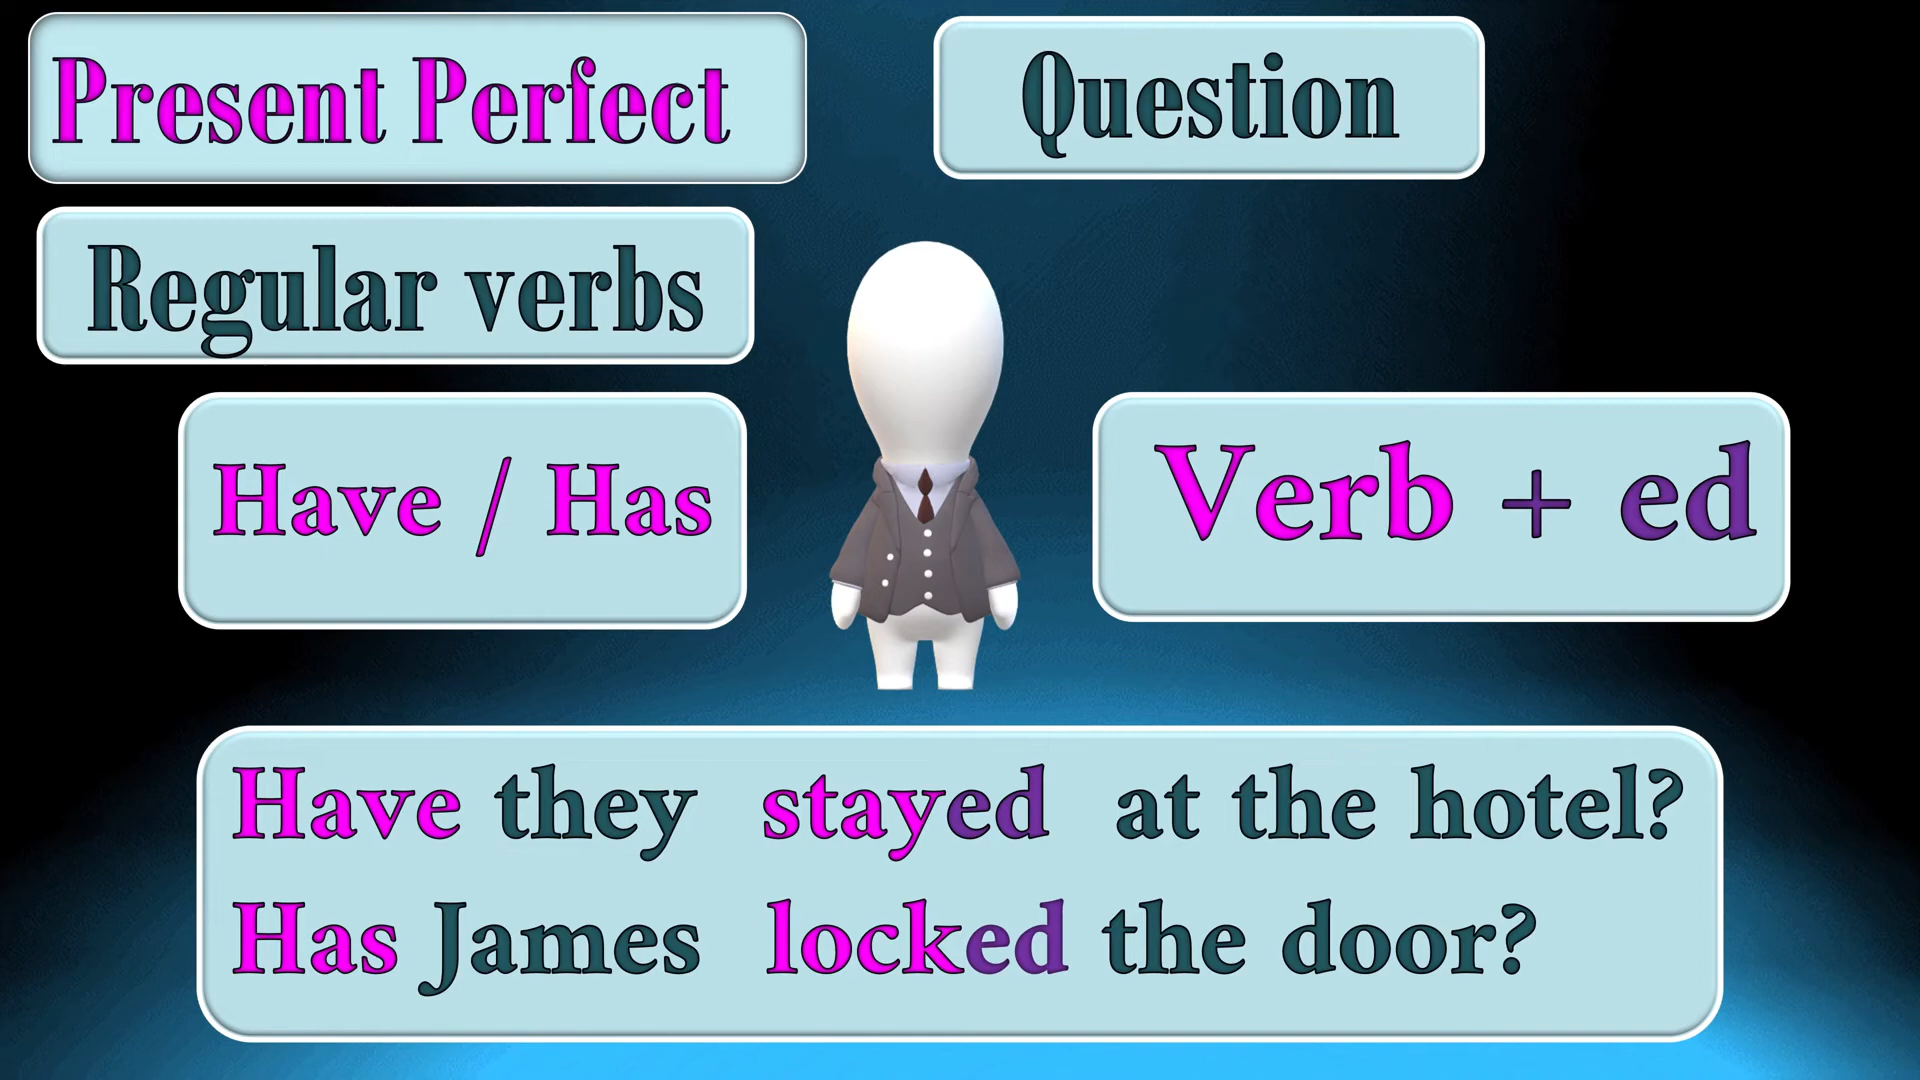 Present Perfect
Question
Regular verbs
Have / Has
Verb + ed
Have they stayed at the hotel?
Has James locked the door?